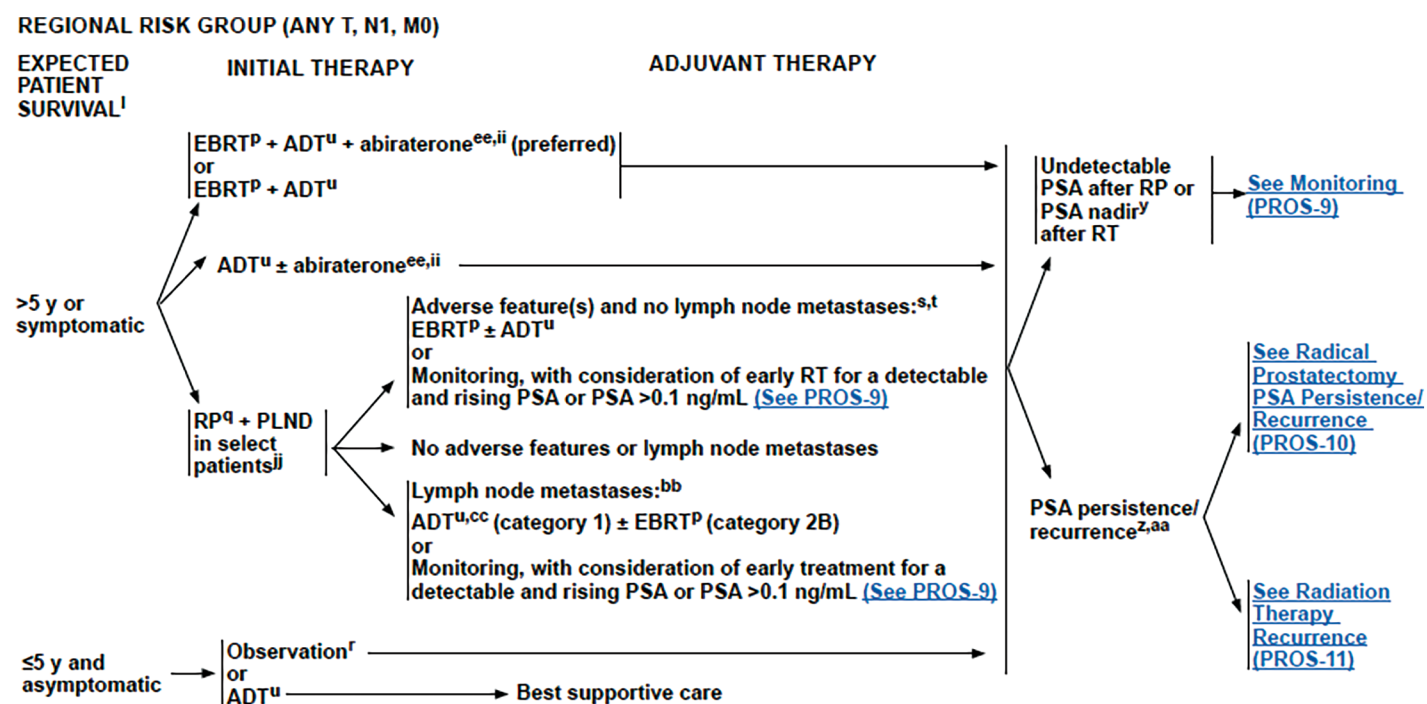 REGIONAL RISK GROUP (ANY T, N1, M0)
EXPECTED
PATIENT
SURVIVALl
INITIAL THERAPY
ADJUVANT THERAPY
>5 y or
symptomatic
EBRTp + ADTu + abirateroneee,ii (preferred)
or
EBRTp + ADTu
ADTu ± abirateroneee,ii
RPq + PLND
in select
patientsjj
Adverse feature(s) and no lymph node metastases:s,t
EBRTp ± ADTu
or
Monitoring, with consideration of early RT for a detectable
and rising PSA or PSA >0.1 ng/mL (See PROS-9)
No adverse features or lymph node metastases
Lymph node metastases:bb
ADTu,cc (category 1) ± EBRTp (category 2B)
or
Monitoring, with consideration of early treatment for a
detectable and rising PSA or PSA >0.1 ng/mL (See PROS-9)
≤5 y and
asymptomatic
Observationr
or
ADTu
Best supportive care
Undetectable
PSA after RP or
PSA nadiry
after RT
See Monitoring
(PROS-9)
PSA persistence/
recurrencez,aa
See Radical
Prostatectomy
PSA Persistence/
Recurrence
(PROS-10)
See Radiation
Therapy
Recurrence
(PROS-11)